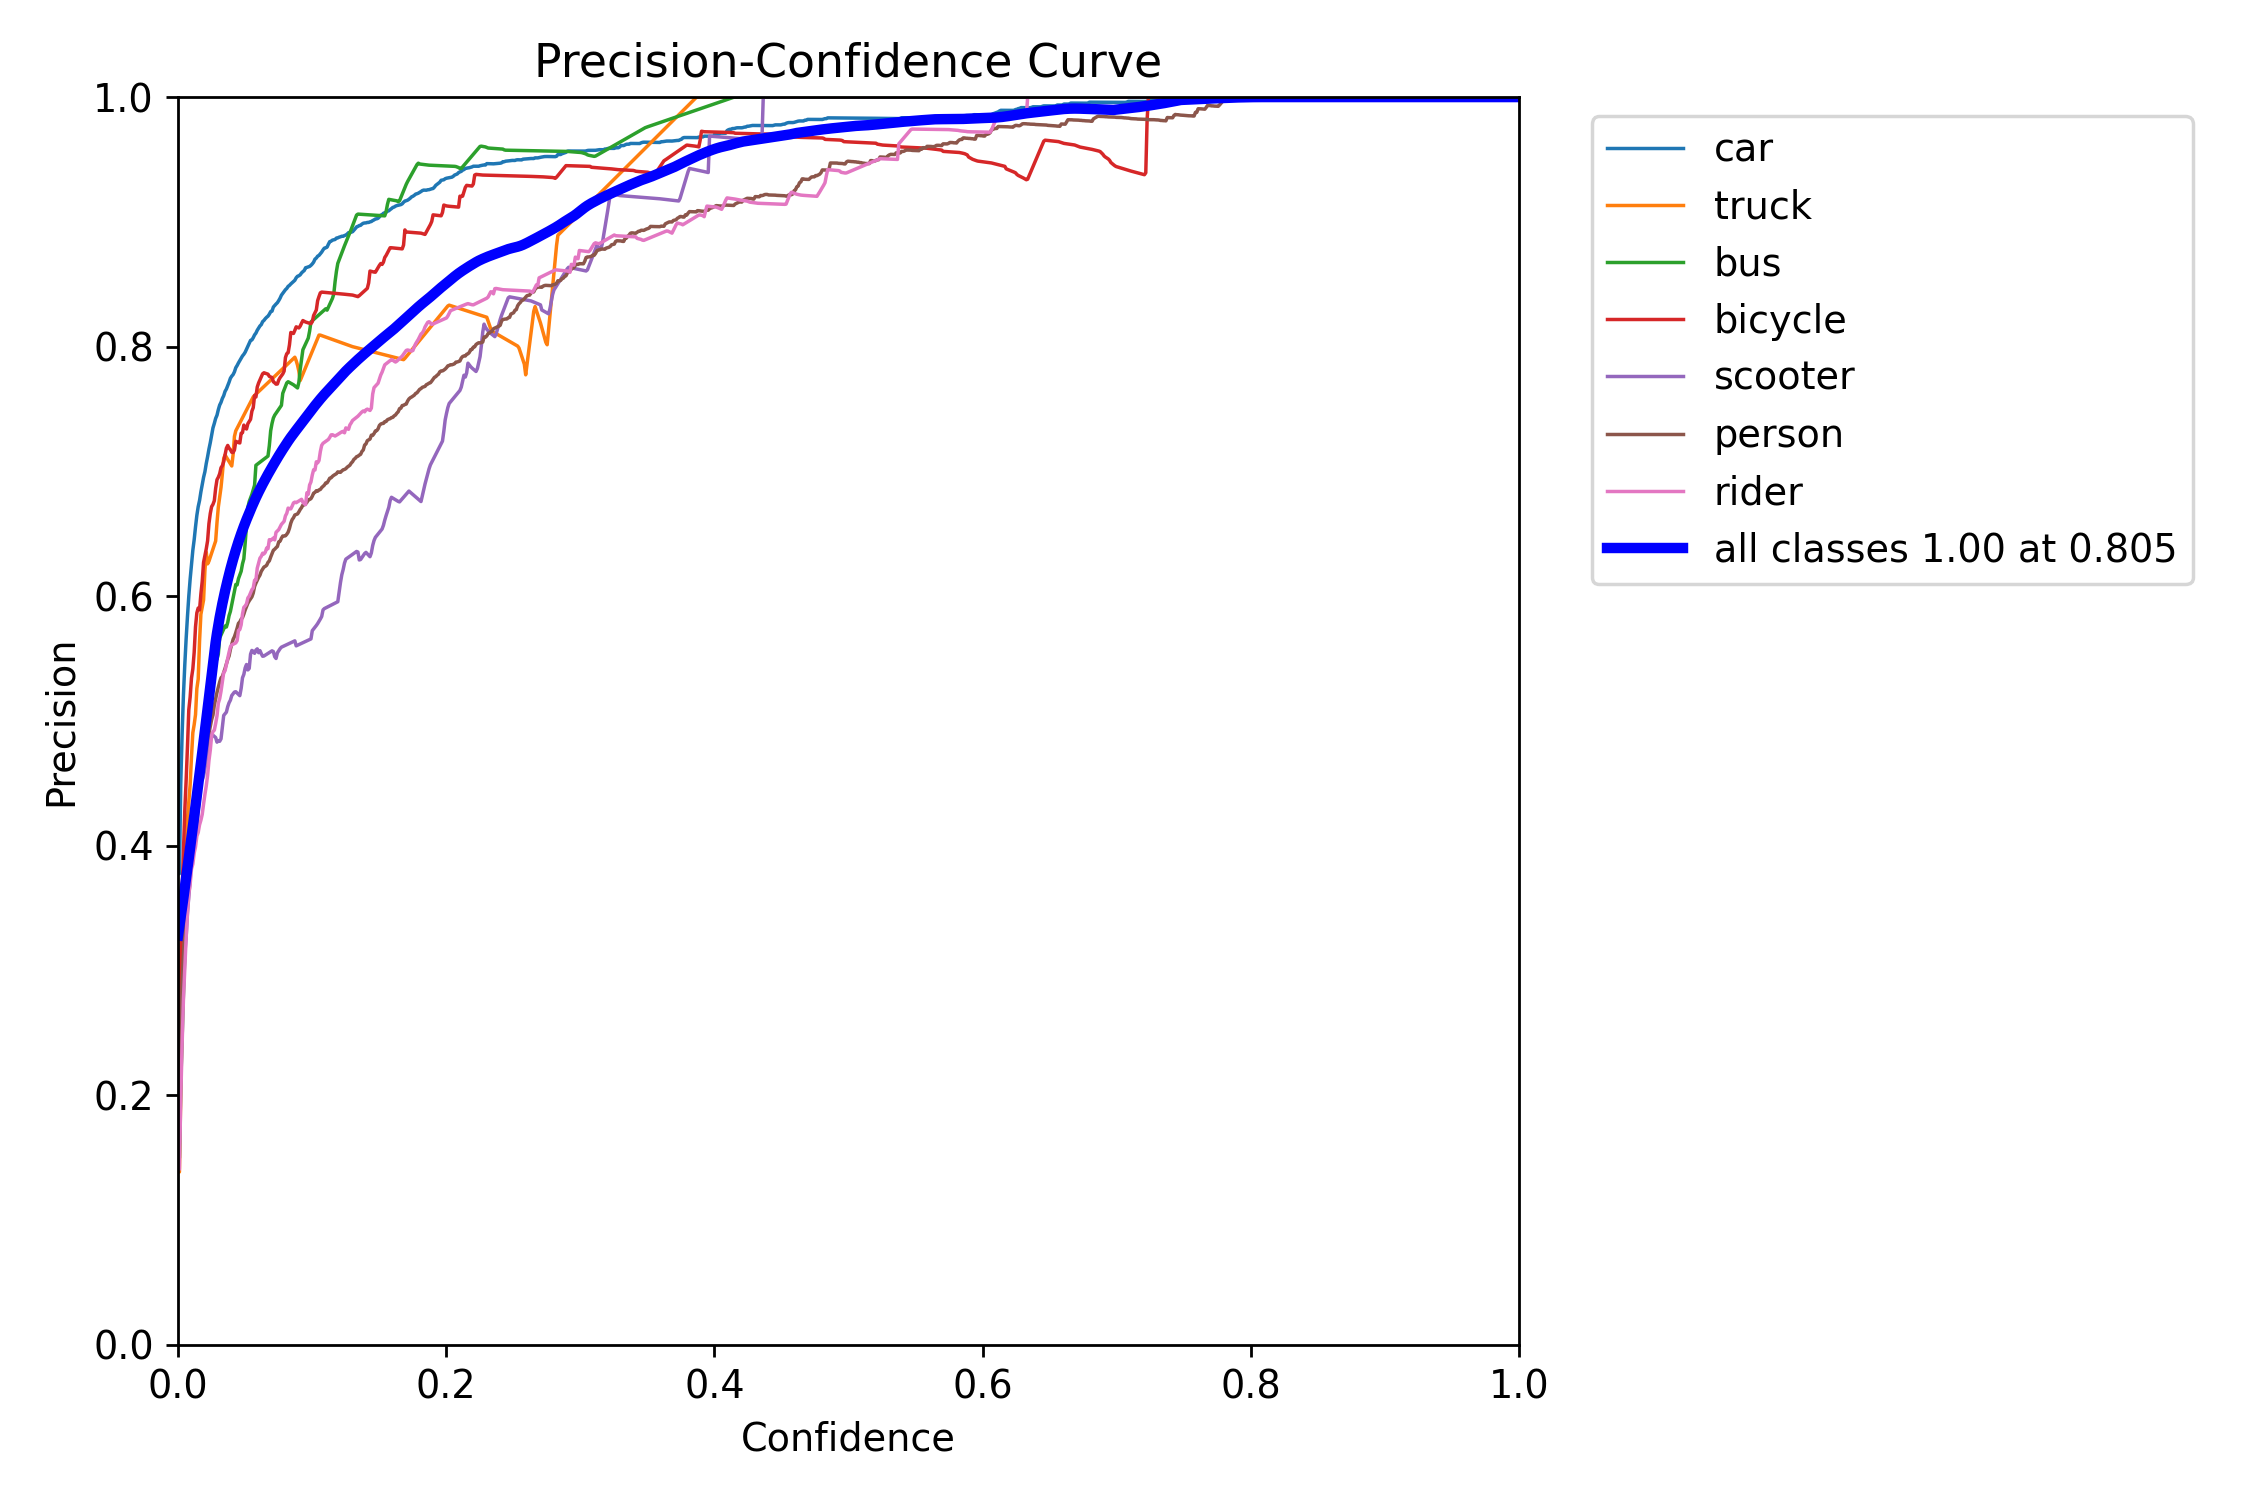 Precision-Confidence Curve
1.0
0.8
0.6
0.4
0.2
0.0
Precision
0.0 0.2 0.4 0.6 0.8 1.0
Confidence
car
truck
bus
bicycle
scooter
person
rider
all classes 1.00 at 0.805